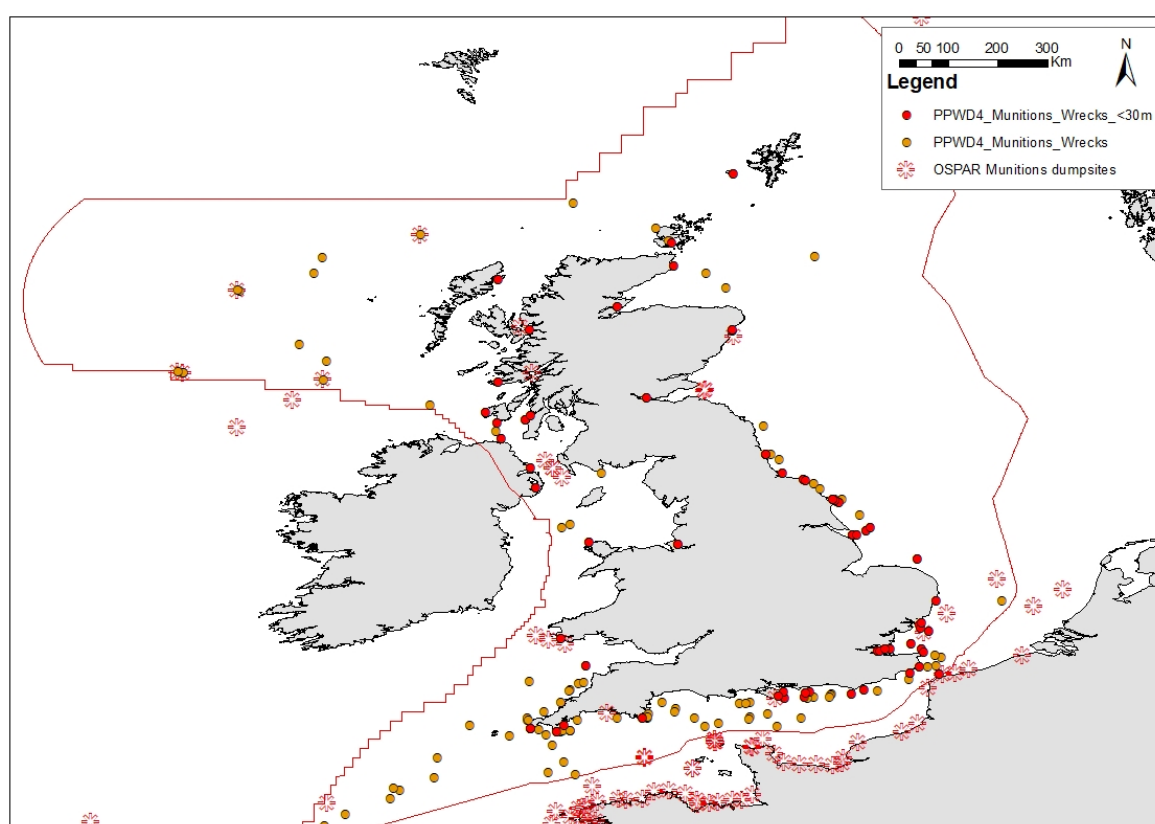 0 50 100 200 300
Km
N
Legend
PPWD4_Munitions_Wrecks_<30m
PPWD4_Munitions_Wrecks
OSPAR Munitions dumpsites